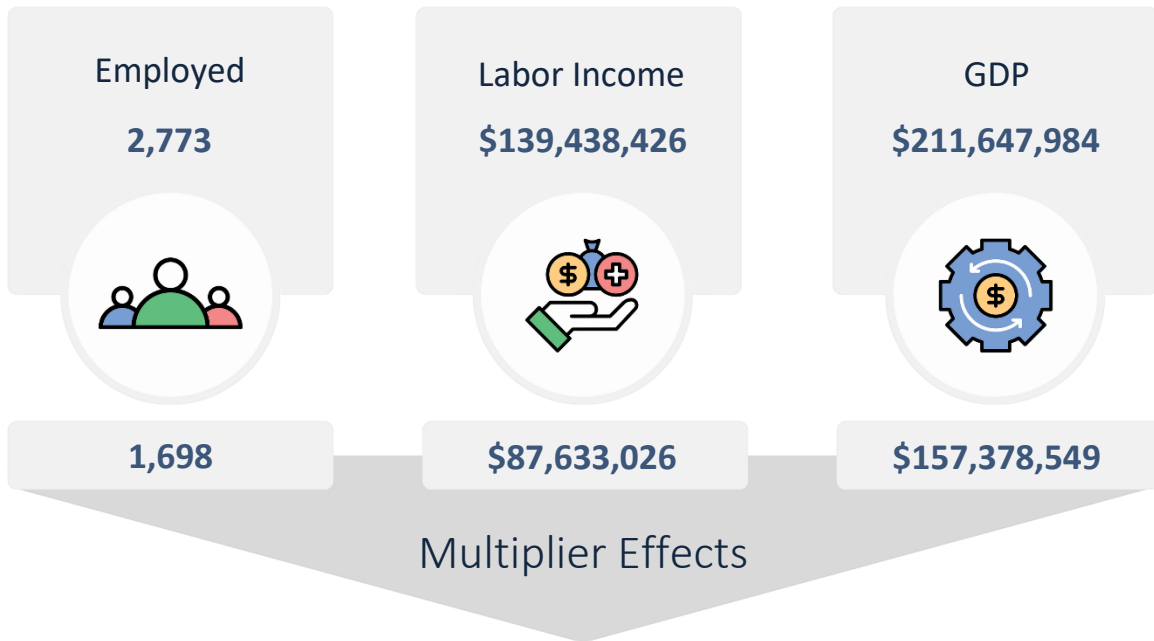 Employed
2,773
Labor Income
$139,438,426
GDP
$211,647,984
1,698
$87,633,026
$157,378,549
Multiplier Effects